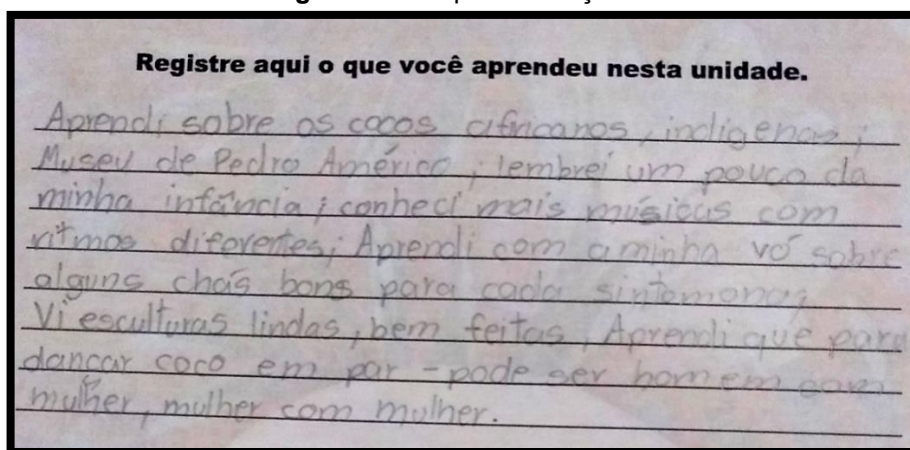 Registre aqui o que você aprendeu nesta unidade.
Aprendi sobre os cocos africanos, indigenas;
Museu de Pedro Américo; lembrei um pouco da
minha infância; conheci mais músicas com
ritmos diferentes; Aprendi com a minha vó sobre
alguns chás bons para cada
Vi esculturas lindas, bem feitas, Aprendi que para
dançar coco em par - pode ser homem com
mulher, mulher com mulher.